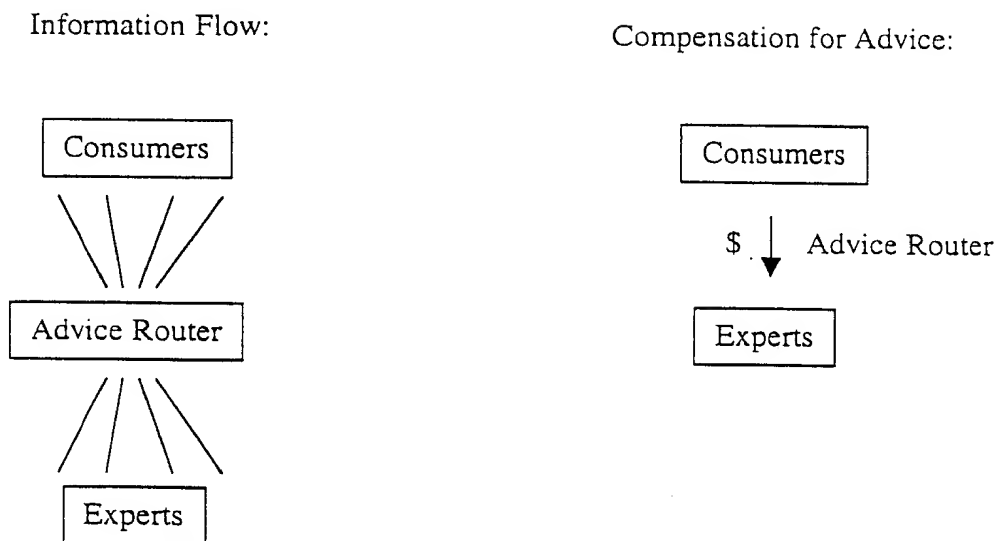 Information Flow:
Consumers
Advice Router
Experts
Compensation for Advice:
Consumers
$ Advice Router
Experts